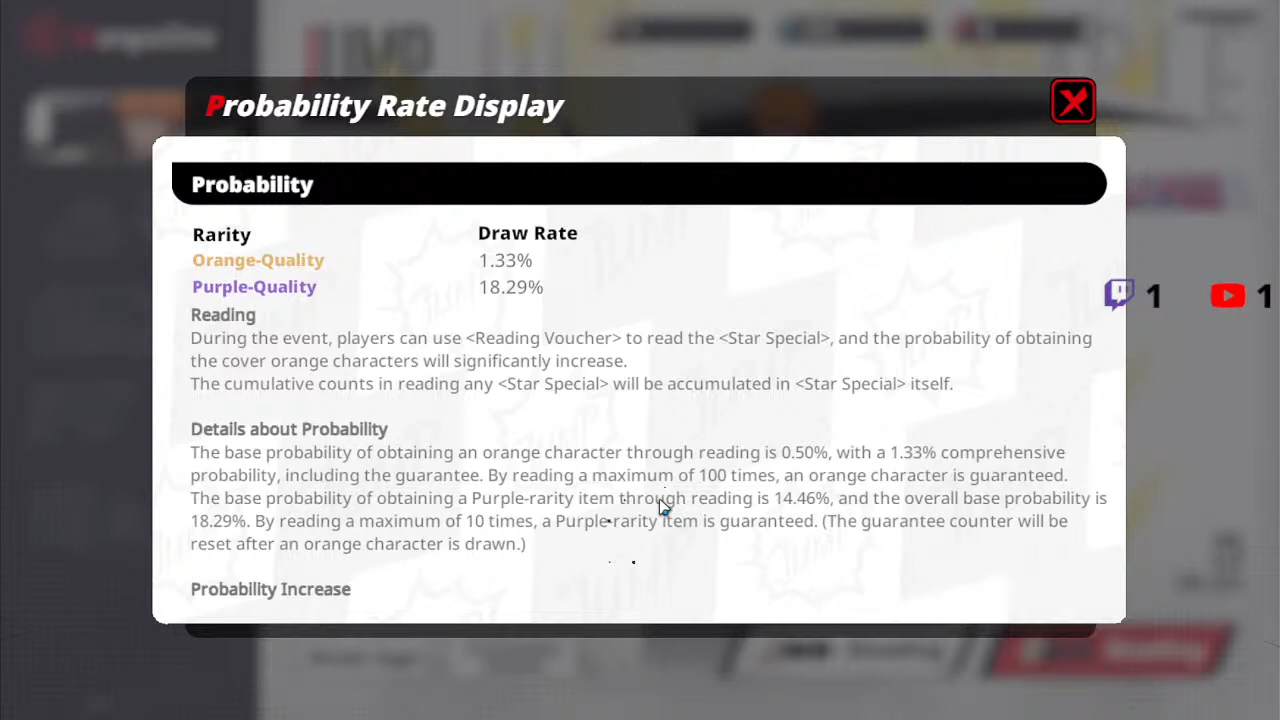 Probability Rate Display
Probability
Rarity Draw Rate
Orange-Quality 1.33%
Purple-Quality 18.29%
Reading
During the event, players can use <Reading Voucher> to read the <Star Special>, and the probability of obtaining
the cover orange characters will significantly increase.
The cumulative counts in reading any <Star Special> will be accumulated in <Star Special> itself.
Details about Probability
The base probability of obtaining an orange character through reading is 0.50%, with a 1.33% comprehensive
probability, including the guarantee. By reading a maximum of 100 times, an orange character is guaranteed.
The base probability of obtaining a Purple-rarity item through reading is 14.46%, and the overall base probability is
18.29%. By reading a maximum of 10 times, a Purple-rarity item is guaranteed. (The guarantee counter will be
reset after an orange character is drawn.)
Probability Increase
1 1